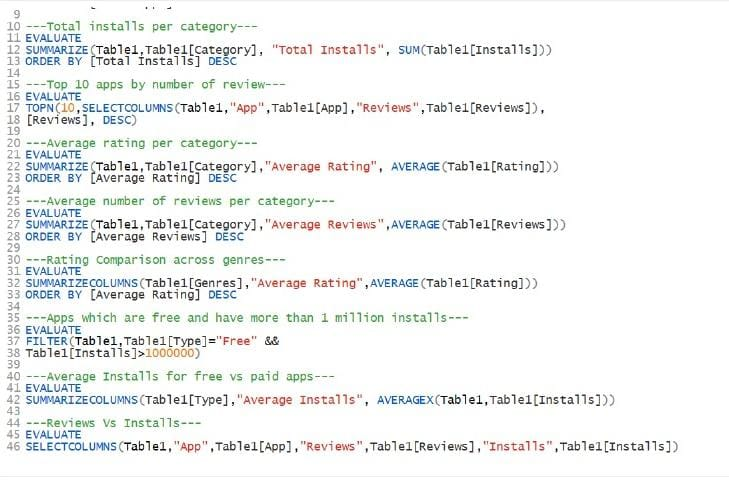 9
10 ---Total installs per category---
11 EVALUATE
12 SUMMARIZE(Table1,Table1[Category], "Total Installs", SUM(Table1[Installs]))
13 ORDER BY [Total Installs] DESC
14
15 ---Top 10 apps by number of review---
16 EVALUATE
17 TOPN(10,SELECTCOLUMNS(Table1,"App",Table1[App],"Reviews",Table1[Reviews]),
18 [Reviews], DESC)
19
20 ---Average rating per category---
21 EVALUATE
22 SUMMARIZE(Table1,Table1[Category],"Average Rating", AVERAGE(Table1[Rating]))
23 ORDER BY [Average Rating] DESC
24
25 ---Average number of reviews per category---
26 EVALUATE
27 SUMMARIZE(Table1,Table1[Category],"Average Reviews",AVERAGE(Table1[Reviews]))
28 ORDER BY [Average Reviews] DESC
29
30 ---Rating Comparison across genres---
31 EVALUATE
32 SUMMARIZECOLUMNS(Table1[Genres],"Average Rating",AVERAGE(Table1[Rating]))
33 ORDER BY [Average Rating] DESC
34
35 ---Apps which are free and have more than 1 million installs---
36 EVALUATE
37 FILTER(Table1,Table1[Type]="Free" &&
38 Table1[Installs]>1000000)
39
40 ---Average Installs for free vs paid apps---
41 EVALUATE
42 SUMMARIZECOLUMNS(Table1[Type],"Average Installs", AVERAGEX(Table1,Table1[Installs]))
43
44 ---Reviews Vs Installs---
45 EVALUATE
46 SELECTCOLUMNS(Table1,"App",Table1[App],"Reviews",Table1[Reviews],"Installs",Table1[Installs])